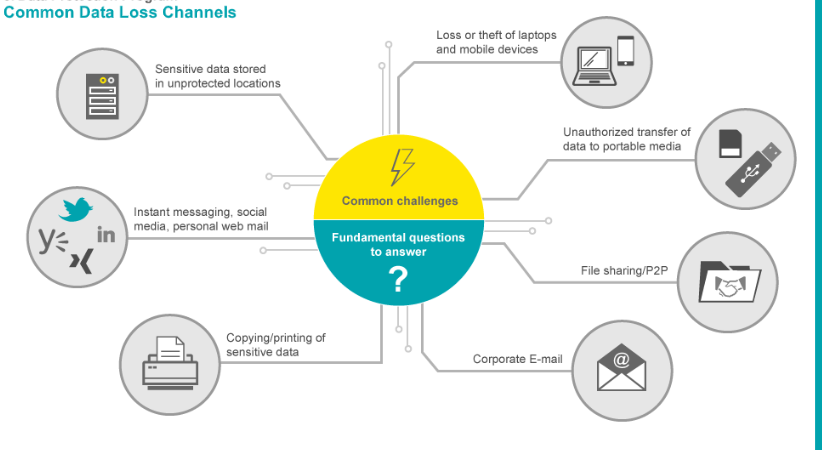 Common Data Loss Channels
Loss or theft of laptops
and mobile devices
Sensitive data stored
in unprotected locations
Unauthorized transfer of
data to portable media
Common challenges
Instant messaging, social
media, personal web mail
y
in
Fundamental questions
to answer
?
File sharing/P2P
Copying/printing of
sensitive data
Corporate E-mail
@